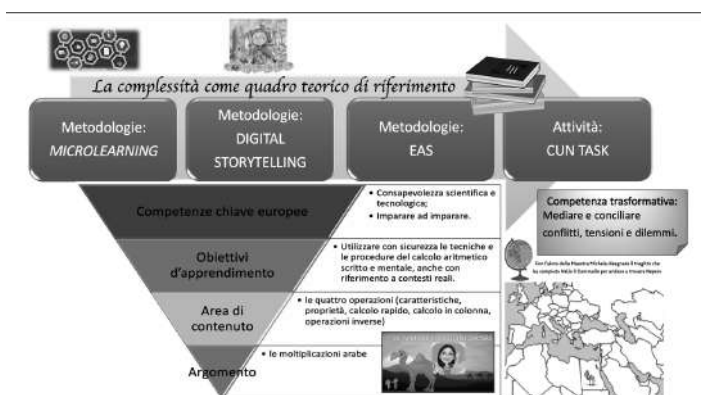 La complessità come quadro teorico di riferimento
Metodologie:
MICROLEARNING
Metodologie:
DIGITAL
STORYTELLING
Metodologie:
EAS
Attività:
CUN TASK
Competenze chiave europee
• Consapevolezza scientifica e
tecnologica;
• Imparare ad imparare.
Obiettivi
d'apprendimento
• Utilizzare con sicurezza le tecniche e
le procedure del calcolo aritmetico
scritto e mentale, anche con
riferimento a contesti reali.
Area di
contenuto
• le quattro operazioni (caratteristiche,
proprietà, calcolo rapido, calcolo in colonna,
operazioni inverse)
Argomento
• le moltiplicazioni arabe
Competenza trasformativa:
Mediare e conciliare
conflitti, tensioni e dilemmi.